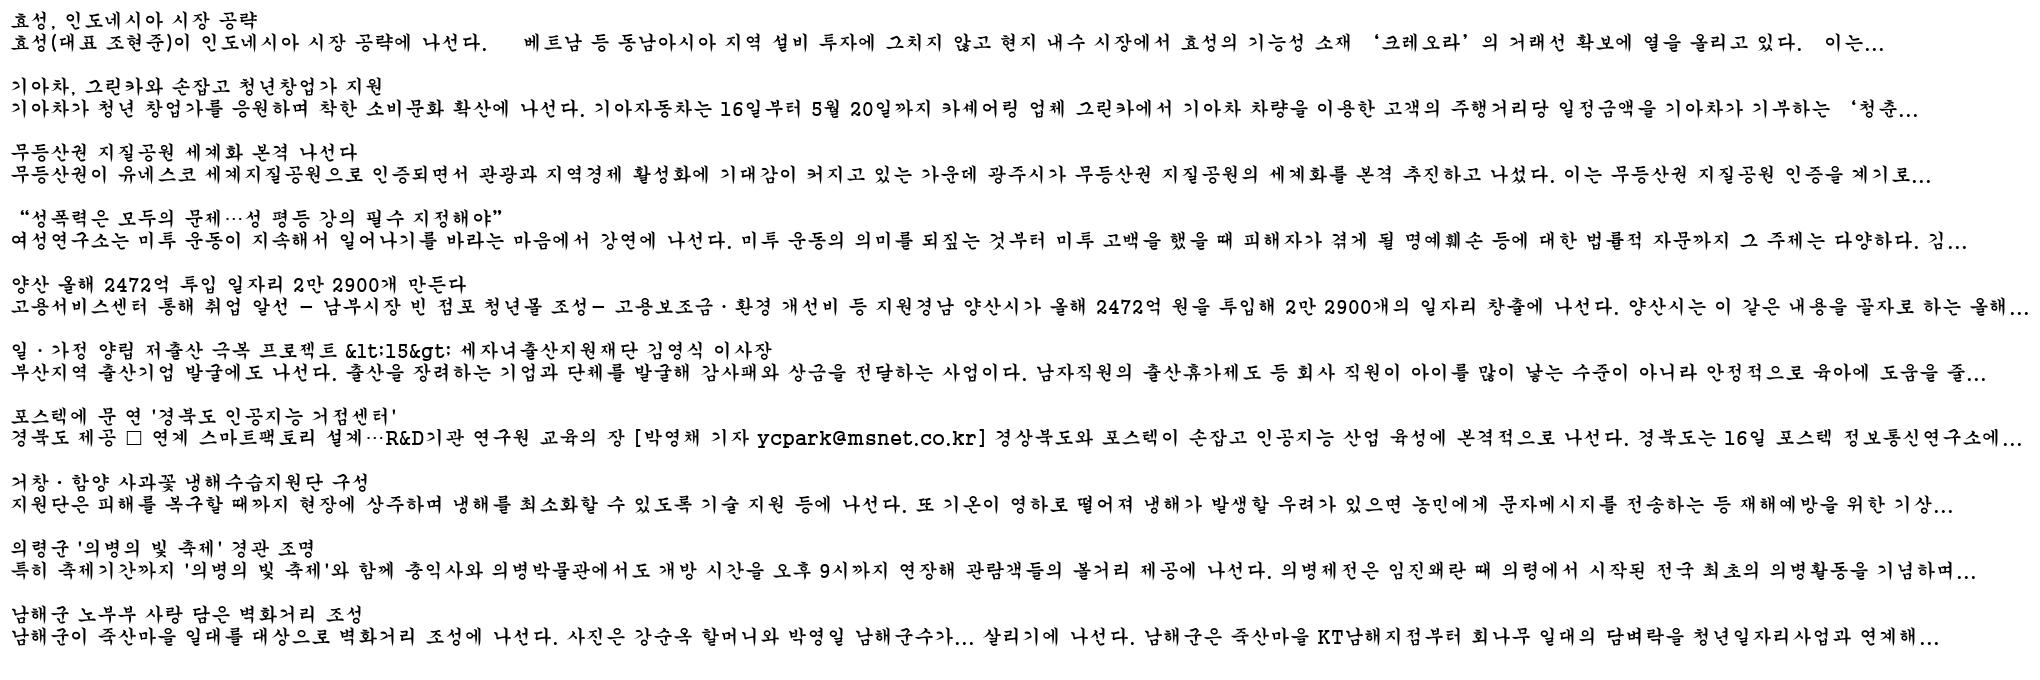 효성, 인도네시아 시장 공략
효성(대표 조현준)이 인도네시아 시장 공략에 나선다. 베트남 등 동남아시아 지역 설비 투자에 그치지 않고 현지 내수 시장에서 효성의 기능성 소재 ‘크레오라’의 거래선 확보에 열을 올리고 있다. 이는...
기아차, 그린카와 손잡고 청년창업가 지원
기아차가 청년 창업가를 응원하며 착한 소비문화 확산에 나선다. 기아자동차는 16일부터 5월 20일까지 카셰어링 업체 그린카에서 기아차 차량을 이용한 고객의 주행거리당 일정금액을 기아차가 기부하는 ‘청춘...
무등산권 지질공원 세계화 본격 나선다
무등산권이 유네스코 세계지질공원으로 인증되면서 관광과 지역경제 활성화에 기대감이 커지고 있는 가운데 광주시가 무등산권 지질공원의 세계화를 본격 추진하고 나섰다. 이는 무등산권 지질공원 인증을 계기로...
“성폭력은 모두의 문제…성 평등 강의 필수 지정해야”
여성연구소는 미투 운동이 지속해서 일어나기를 바라는 마음에서 강연에 나선다. 미투 운동의 의미를 되짚는 것부터 미투 고백을 했을 때 피해자가 겪게 될 명예훼손 등에 대한 법률적 자문까지 그 주제는 다양하다. 김...
양산 올해 2472억 투입 일자리 2만 2900개 만든다
고용서비스센터 통해 취업 알선 - 남부시장 빈 점포 청년몰 조성- 고용보조금·환경 개선비 등 지원경남 양산시가 올해 2472억 원을 투입해 2만 2900개의 일자리 창출에 나선다. 양산시는 이 같은 내용을 골자로 하는 올해...
일·가정 양립 저출산 극복 프로젝트 &lt;15&gt; 세자녀출산지원재단 김영식 이사장
부산지역 출산기업 발굴에도 나선다. 출산을 장려하는 기업과 단체를 발굴해 감사패와 상금을 전달하는 사업이다. 남자직원의 출산휴가제도 등 회사 직원이 아이를 많이 낳는 수준이 아니라 안정적으로 육아에 도움을 줄...
포스텍에 문 연 '경북도 인공지능 거점센터'
경북도 제공 □ 연계 스마트팩토리 설계…R&D기관 연구원 교육의 장 [박영채 기자 ycpark@msnet.co.kr] 경상북도와 포스텍이 손잡고 인공지능 산업 육성에 본격적으로 나선다. 경북도는 16일 포스텍 정보통신연구소에...
거창·함양 사과꽃 냉해수습지원단 구성
지원단은 피해를 복구할 때까지 현장에 상주하며 냉해를 최소화할 수 있도록 기술 지원 등에 나선다. 또 기온이 영하로 떨어져 냉해가 발생할 우려가 있으면 농민에게 문자메시지를 전송하는 등 재해예방을 위한 기상...
의령군 '의병의 빛 축제' 경관 조명
특히 축제기간까지 '의병의 빛 축제'와 함께 충익사와 의병박물관에서도 개방 시간을 오후 9시까지 연장해 관람객들의 볼거리 제공에 나선다. 의병제전은 임진왜란 때 의령에서 시작된 전국 최초의 의병활동을 기념하며...
남해군 노부부 사랑 담은 벽화거리 조성
남해군이 죽산마을 일대를 대상으로 벽화거리 조성에 나선다. 사진은 강순옥 할머니와 박영일 남해군수가... 살리기에 나선다. 남해군은 죽산마을 KT남해지점부터 회나무 일대의 담벼락을 청년일자리사업과 연계해...